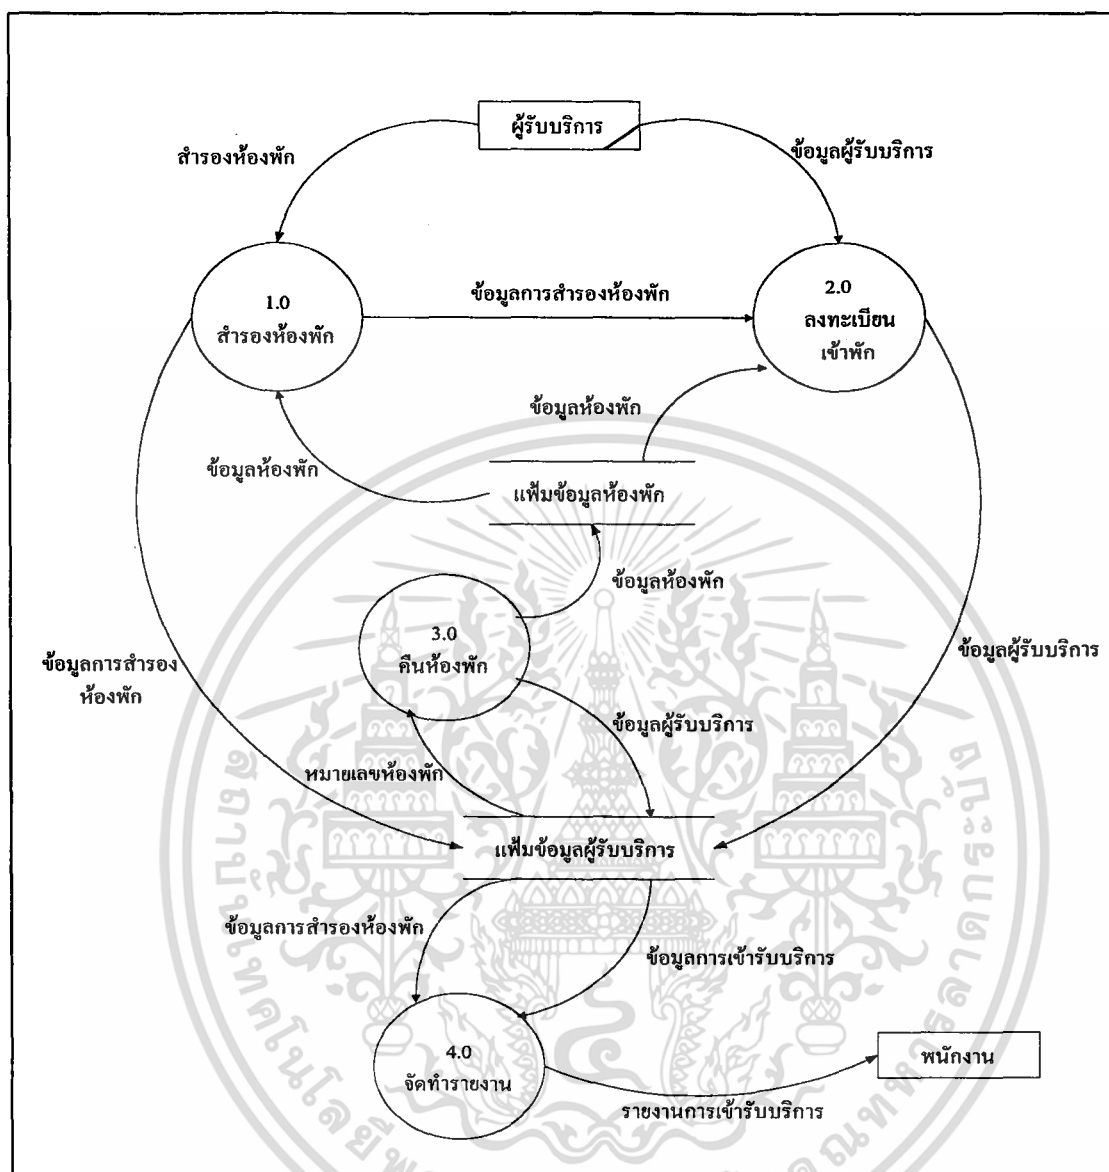 ผู้รับบริการ
สำรองห้องพัก
ข้อมูลผู้รับบริการ
1.0
สำรองห้องพัก
ข้อมูลการสำรองห้องพัก
2.0
ลงทะเบียน
เข้าพัก
ข้อมูลห้องพัก
ข้อมูลห้องพัก
แฟ้มข้อมูลห้องพัก
ข้อมูลห้องพัก
3.0
คืนห้องพัก
ข้อมูลการสำรอง
ห้องพัก
ข้อมูลผู้รับบริการ
ข้อมูลผู้รับบริการ
หมายเลขห้องพัก
แฟ้มข้อมูลผู้รับบริการ
ข้อมูลการสำรองห้องพัก
ข้อมูลการเข้ารับบริการ
4.0
จัดทำรายงาน
พนักงาน
รายงานการเข้ารับบริการ